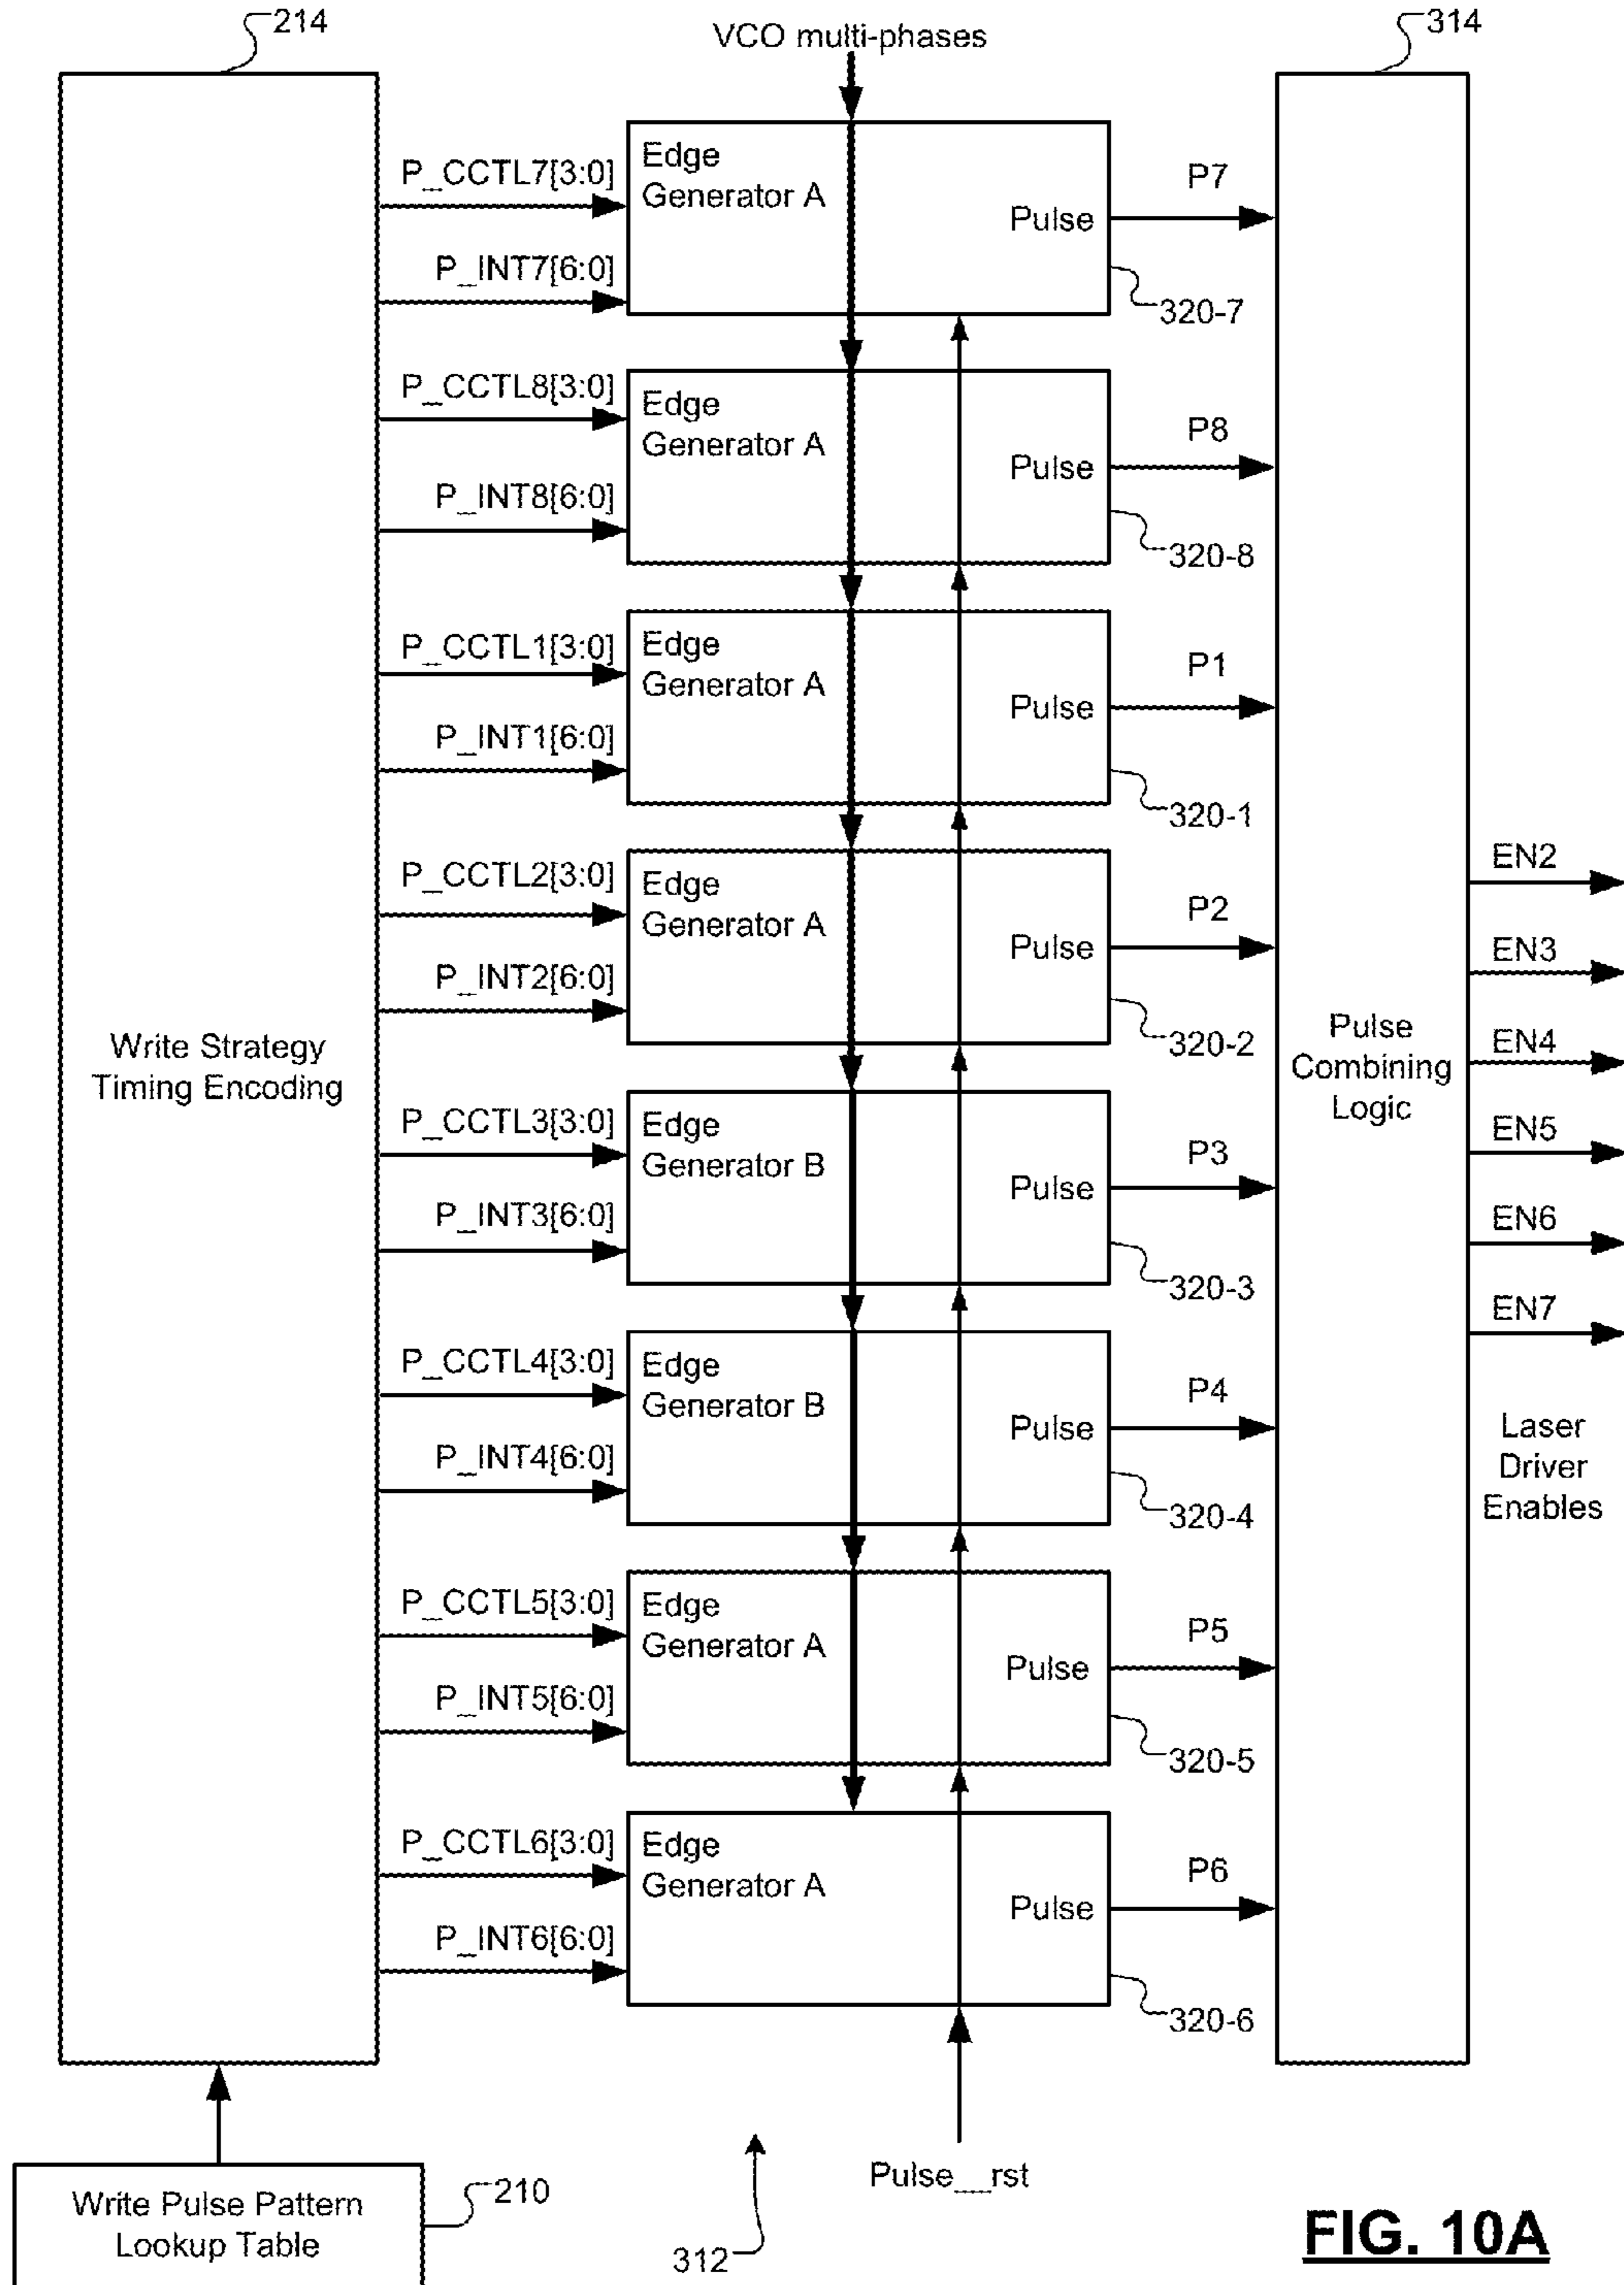 214
VCO multi-phases
314
P_CCTL7[3:0]
Edge
Generator A
P7
Pulse
P_INT7[6:0]
320-7
P_CCTL8[3:0]
Edge
Generator A
P8
Pulse
P_INT8[6:0]
320-8
P_CCTL1[3:0]
Edge
Generator A
P1
Pulse
P_INT1[6:0]
320-1
P_CCTL2[3:0]
Edge
Generator A
P2
Pulse
P_INT2[6:0]
320-2
EN2
EN3
EN4
EN5
EN6
EN7
Write Strategy
Timing Encoding
Pulse
Combining
Logic
P_CCTL3[3:0]
Edge
Generator B
P3
Pulse
P_INT3[6:0]
320-3
P_CCTL4[3:0]
Edge
Generator B
P4
Pulse
P_INT4[6:0]
320-4
Laser
Driver
Enables
P_CCTL5[3:0]
Edge
Generator A
P5
Pulse
P_INT5[6:0]
320-5
P_CCTL6[3:0]
Edge
Generator A
P6
Pulse
P_INT6[6:0]
320-6
Write Pulse Pattern
Lookup Table
210
312
Pulse__rst
FIG. 10A